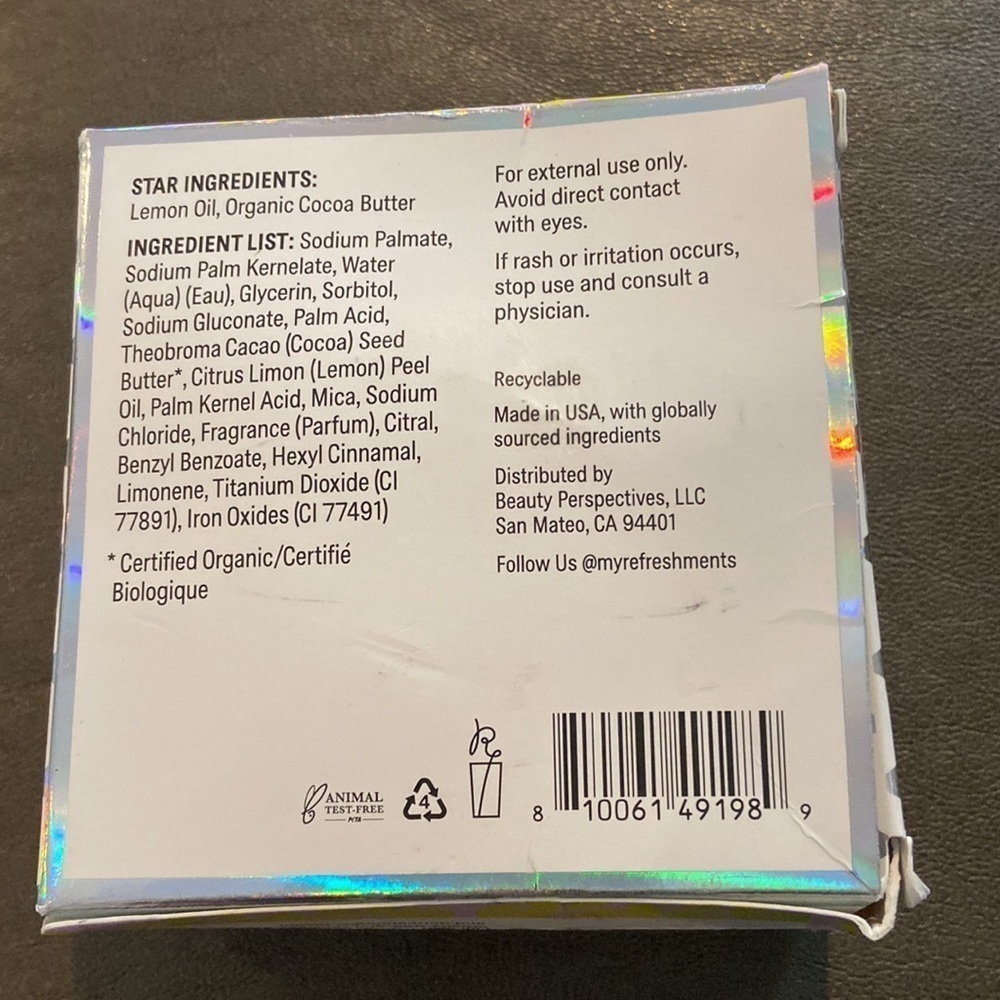 STAR INGREDIENTS:
Lemon Oil, Organic Cocoa Butter
INGREDIENT LIST: Sodium Palmate,
Sodium Palm Kernelate, Water
(Aqua) (Eau), Glycerin, Sorbitol,
Sodium Gluconate, Palm Acid,
Theobroma Cacao (Cocoa) Seed
Butter*, Citrus Limon (Lemon) Peel
Oil, Palm Kernel Acid, Mica, Sodium
Chloride, Fragrance (Parfum), Citral,
Benzyl Benzoate, Hexyl Cinnamal,
Limonene, Titanium Dioxide (CI
77891), Iron Oxides (CI 77491)
* Certified Organic/Certifié
Biologique
For external use only.
Avoid direct contact
with eyes.
If rash or irritation occurs,
stop use and consult a
physician.
Recyclable
Made in USA, with globally
sourced ingredients
Distributed by
Beauty Perspectives, LLC
San Mateo, CA 94401
Follow Us @myrefreshments
ANIMAL
TEST-FREE
PETA
4
R
8 10061 49198 9